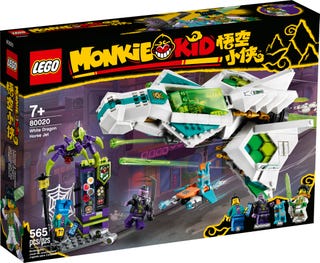 LEGO
MONKIE KID
悟空
小侠
7+
80020
White Dragon
Horse Jet
565
pcs/pzs